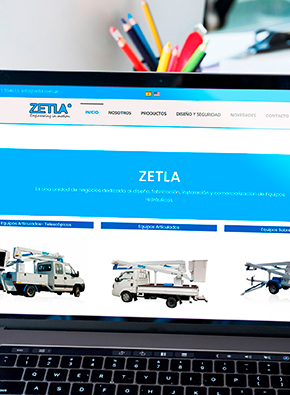 ZETLA®
Engineering in motion
INICIO NOSOTROS PRODUCTOS DISEÑO Y SEGURIDAD NOVEDADES CONTACTO
ZETLA
Es una unidad de negocios dedicada al diseño, fabricación, instalación y comercialización de Equipos
Hidráulicos.
Equipos Articulados - Telescópicos Equipos Articulados Equipos Sobre
Q W E R T Y U I O P
A S D F G H J K L